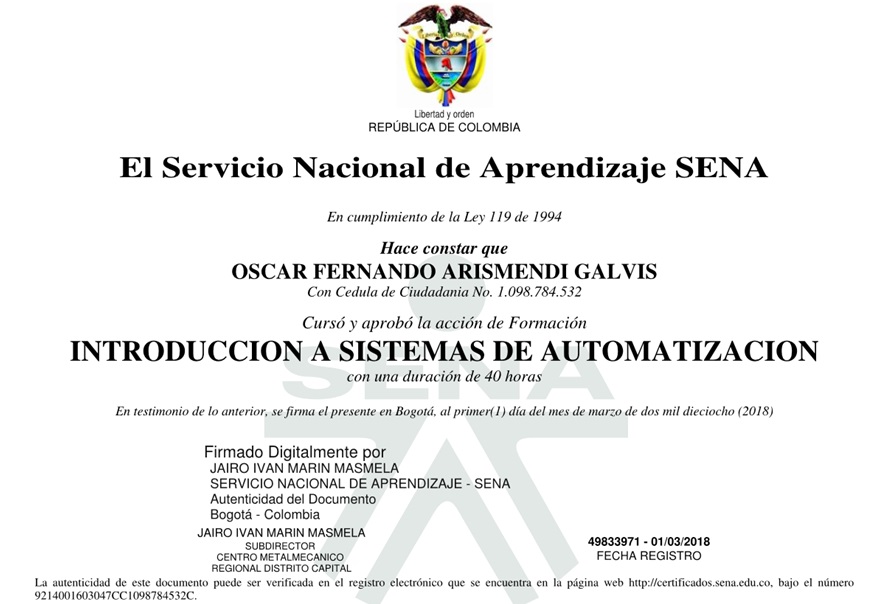 Libertad y orden
REPÚBLICA DE COLOMBIA
El Servicio Nacional de Aprendizaje SENA
En cumplimiento de la Ley 119 de 1994
Hace constar que
OSCAR FERNANDO ARISMENDI GALVIS
Con Cedula de Ciudadania No. 1.098.784.532
Cursó y aprobó la acción de Formación
INTRODUCCION A SISTEMAS DE AUTOMATIZACION
SENA
con una duración de 40 horas
En testimonio de lo anterior, se firma el presente en Bogotá, al primer(1) día del mes de marzo de dos mil dieciocho (2018)
Firmado Digitalmente por
JAIRO IVAN MARIN MASMELA
SERVICIO NACIONAL DE APRENDIZAJE - SENA
Autenticidad del Documento
Bogotá - Colombia
JAIRO IVAN MARIN MASMELA
SUBDIRECTOR
CENTRO METALMECANICO
REGIONAL DISTRITO CAPITAL
49833971 - 01/03/2018
FECHA REGISTRO
La autenticidad de este documento puede ser verificada en el registro electrónico que se encuentra en la página web http://certificados.sena.edu.co, bajo el número
9214001603047CC1098784532C.